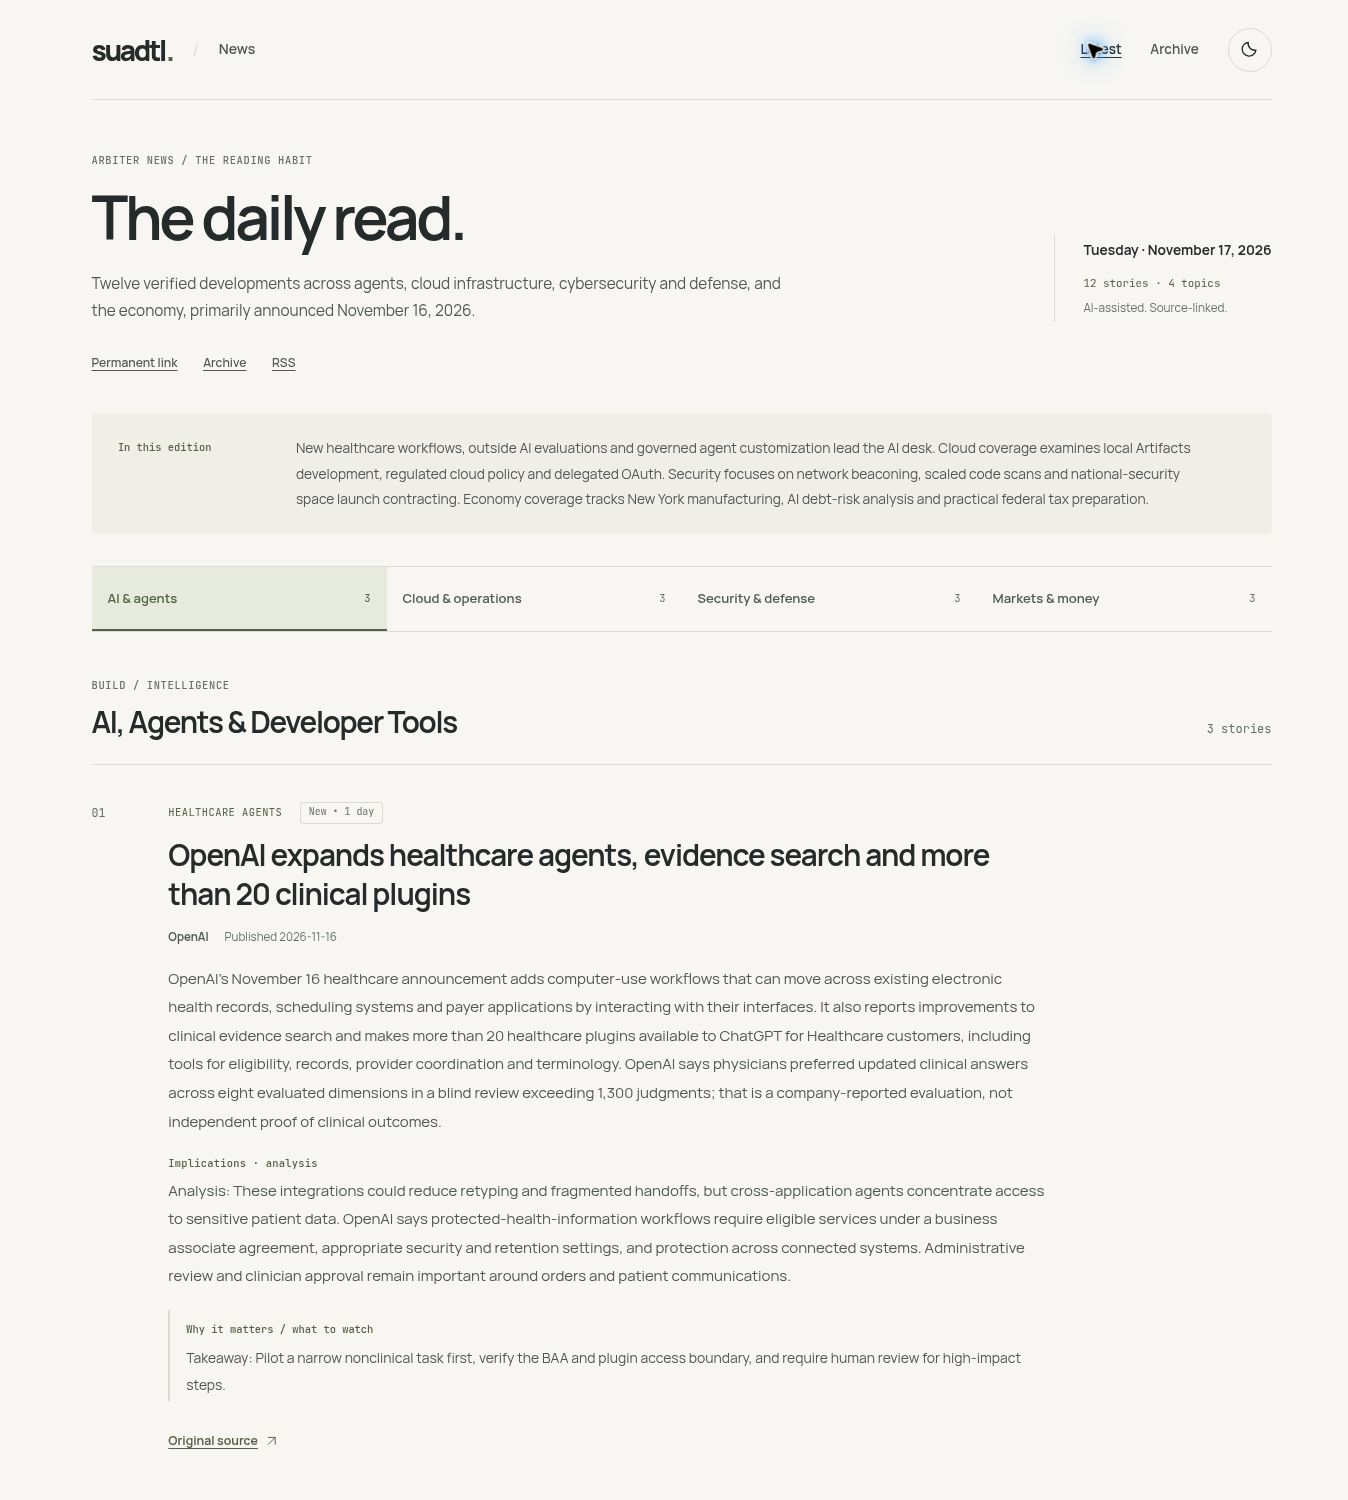 suadtl. / News Latest Archive
ARBITER NEWS / THE READING HABIT
The daily read.
Twelve verified developments across agents, cloud infrastructure, cybersecurity and defense, and
the economy, primarily announced November 16, 2026.
Tuesday · November 17, 2026
12 stories · 4 topics
AI-assisted. Source-linked.
Permanent link Archive RSS
In this edition
New healthcare workflows, outside AI evaluations and governed agent customization lead the AI desk. Cloud coverage examines local Artifacts
development, regulated cloud policy and delegated OAuth. Security focuses on network beaconing, scaled code scans and national-security
space launch contracting. Economy coverage tracks New York manufacturing, AI debt-risk analysis and practical federal tax preparation.
AI & agents 3 Cloud & operations 3 Security & defense 3 Markets & money 3
BUILD / INTELLIGENCE
AI, Agents & Developer Tools
3 stories
01 HEALTHCARE AGENTS New • 1 day
OpenAI expands healthcare agents, evidence search and more
than 20 clinical plugins
OpenAI Published 2026-11-16
OpenAI's November 16 healthcare announcement adds computer-use workflows that can move across existing electronic
health records, scheduling systems and payer applications by interacting with their interfaces. It also reports improvements to
clinical evidence search and makes more than 20 healthcare plugins available to ChatGPT for Healthcare customers, including
tools for eligibility, records, provider coordination and terminology. OpenAI says physicians preferred updated clinical answers
across eight evaluated dimensions in a blind review exceeding 1,300 judgments; that is a company-reported evaluation, not
independent proof of clinical outcomes.
Implications · analysis
Analysis: These integrations could reduce retyping and fragmented handoffs, but cross-application agents concentrate access
to sensitive patient data. OpenAI says protected-health-information workflows require eligible services under a business
associate agreement, appropriate security and retention settings, and protection across connected systems. Administrative
review and clinician approval remain important around orders and patient communications.
Why it matters / what to watch
Takeaway: Pilot a narrow nonclinical task first, verify the BAA and plugin access boundary, and require human review for high-impact
steps.
Original source